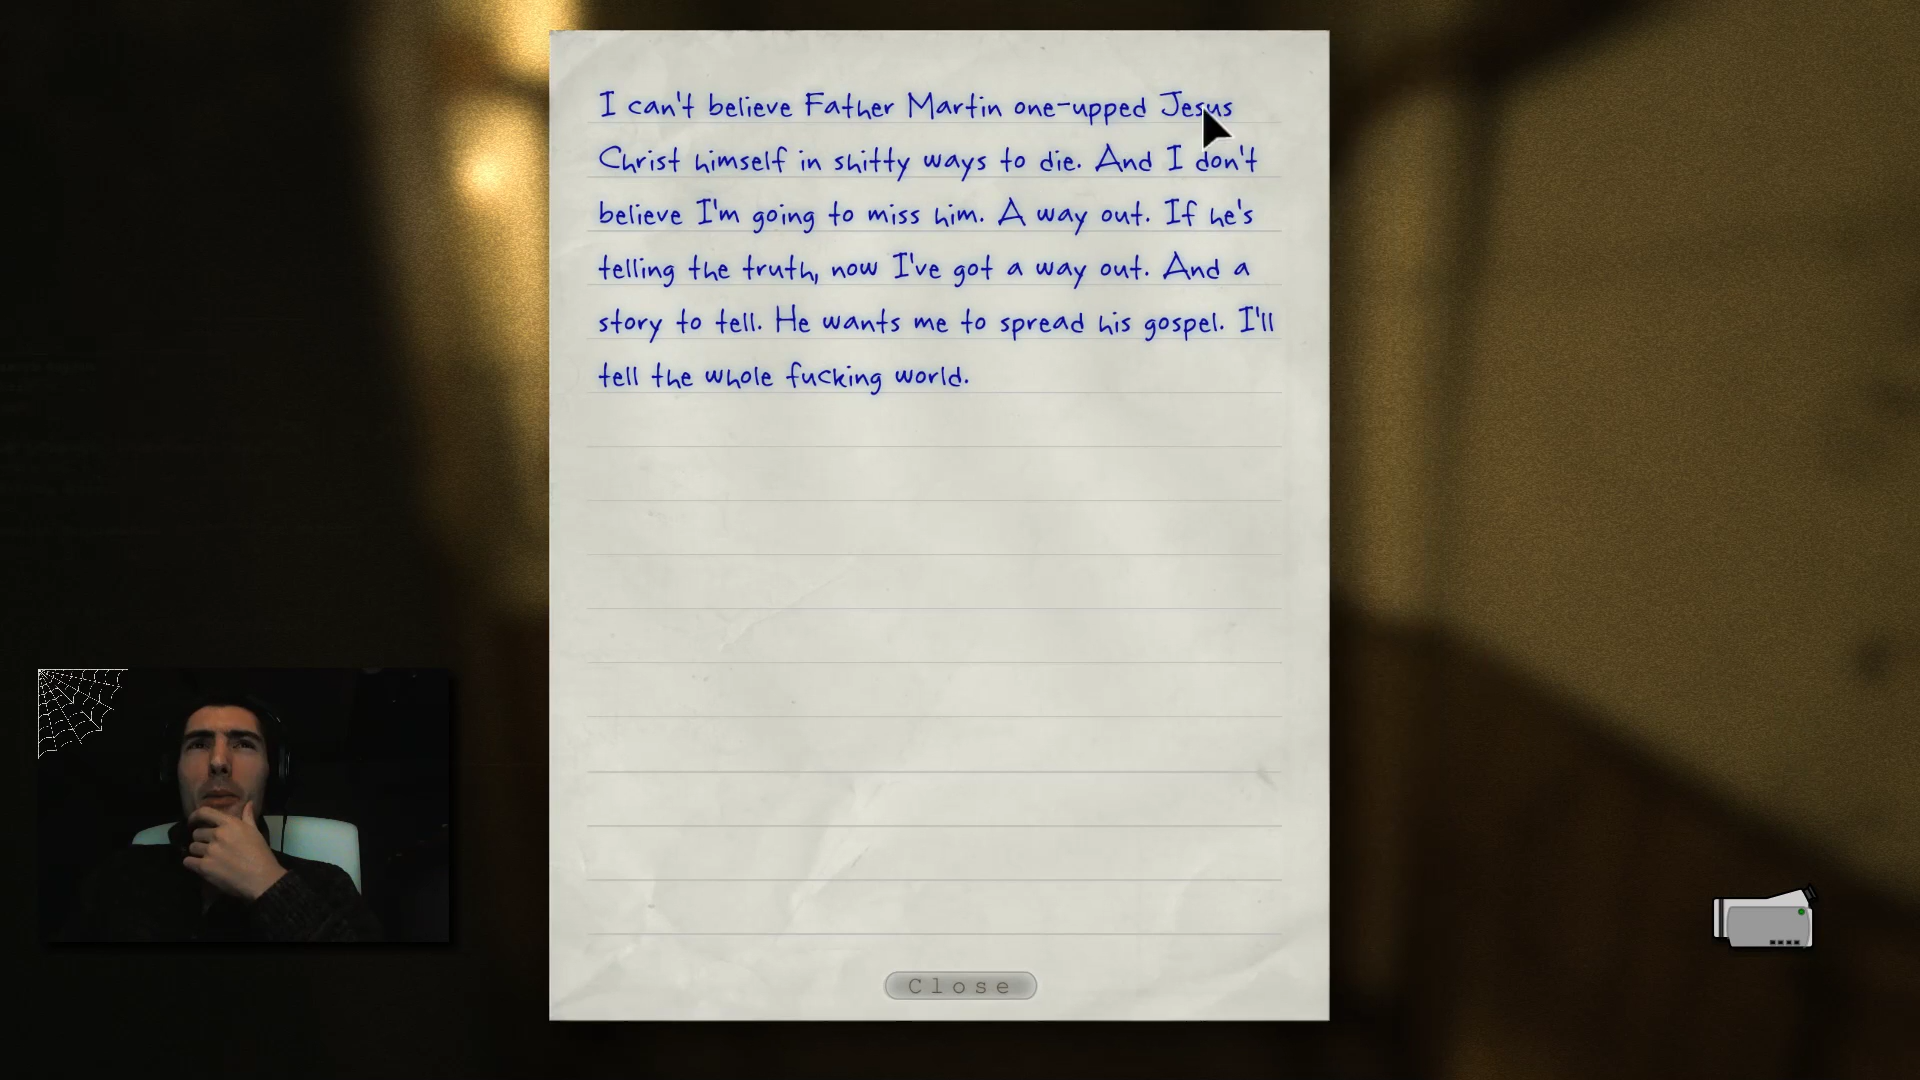 I can't believe Father Martin one-upped Jesus
Christ himself in shitty ways to die. And I don't
believe I'm going to miss him. A way out. If he's
telling the truth, now I've got a way out. And a
story to tell. He wants me to spread his gospel. I'll
tell the whole fucking world.
Close